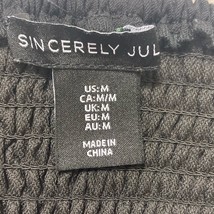 SINCERELY JUL
US: M
CA: M/M
UK: M
EU: M
AU: M
MADE IN
CHINA